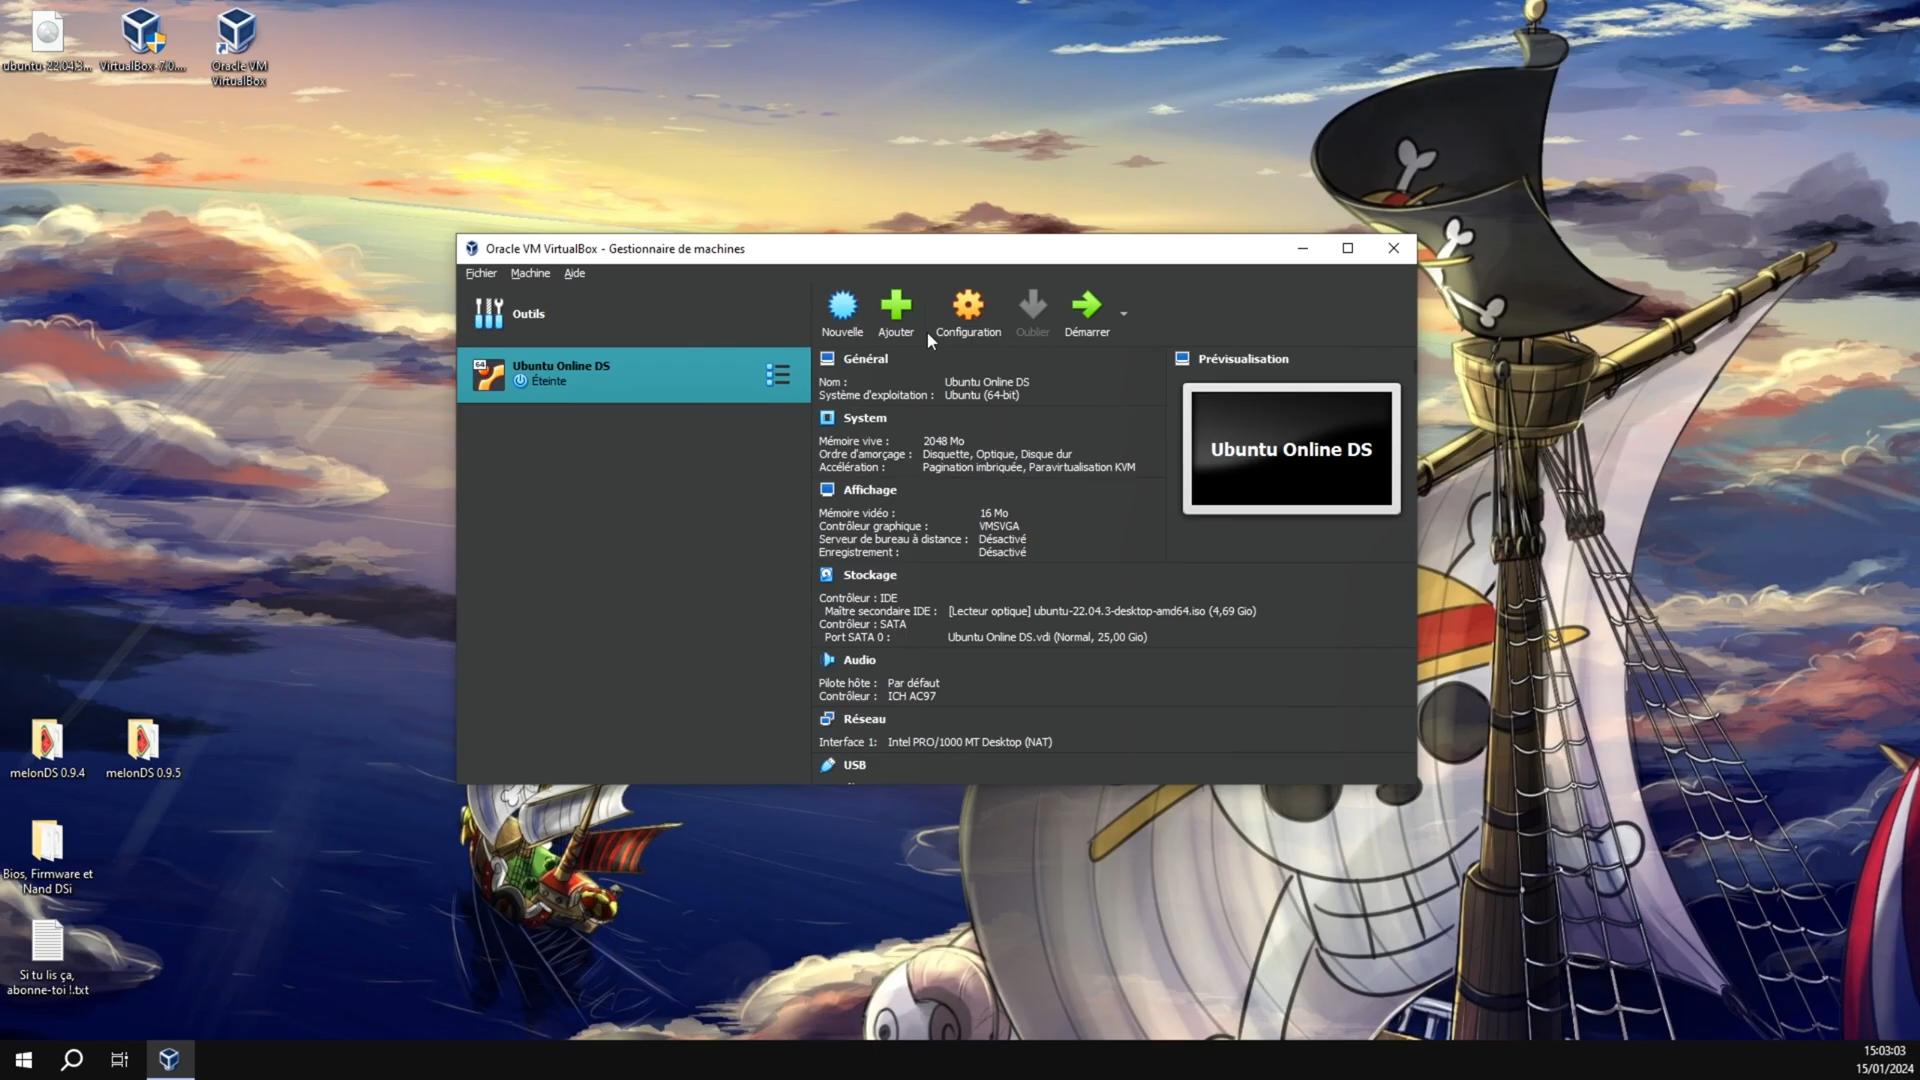 ubuntu-22.04.3...
VirtualBox-7.0....
Oracle VM
VirtualBox
Oracle VM VirtualBox - Gestionnaire de machines
Fichier Machine Aide
Outils
Nouvelle Ajouter Configuration Oublier Démarrer
64
Ubuntu Online DS
Éteinte
Général
Nom : Ubuntu Online DS
Système d'exploitation : Ubuntu (64-bit)
System
Mémoire vive : 2048 Mo
Ordre d'amorçage : Disquette, Optique, Disque dur
Accélération : Pagination imbriquée, Paravirtualisation KVM
Affichage
Mémoire vidéo : 16 Mo
Contrôleur graphique : VMSVGA
Serveur de bureau à distance : Désactivé
Enregistrement : Désactivé
Stockage
Contrôleur : IDE
Maître secondaire IDE : [Lecteur optique] ubuntu-22.04.3-desktop-amd64.iso (4,69 Gio)
Contrôleur : SATA
Port SATA 0 : Ubuntu Online DS.vdi (Normal, 25,00 Gio)
Audio
Pilote hôte : Par défaut
Contrôleur : ICH AC97
Réseau
Interface 1: Intel PRO/1000 MT Desktop (NAT)
USB
Prévisualisation
Ubuntu Online DS
melonDS 0.9.4
melonDS 0.9.5
Bios, Firmware et
Nand DSi
Si tu lis ça,
abonne-toi !.txt
15:03:03
15/01/2024